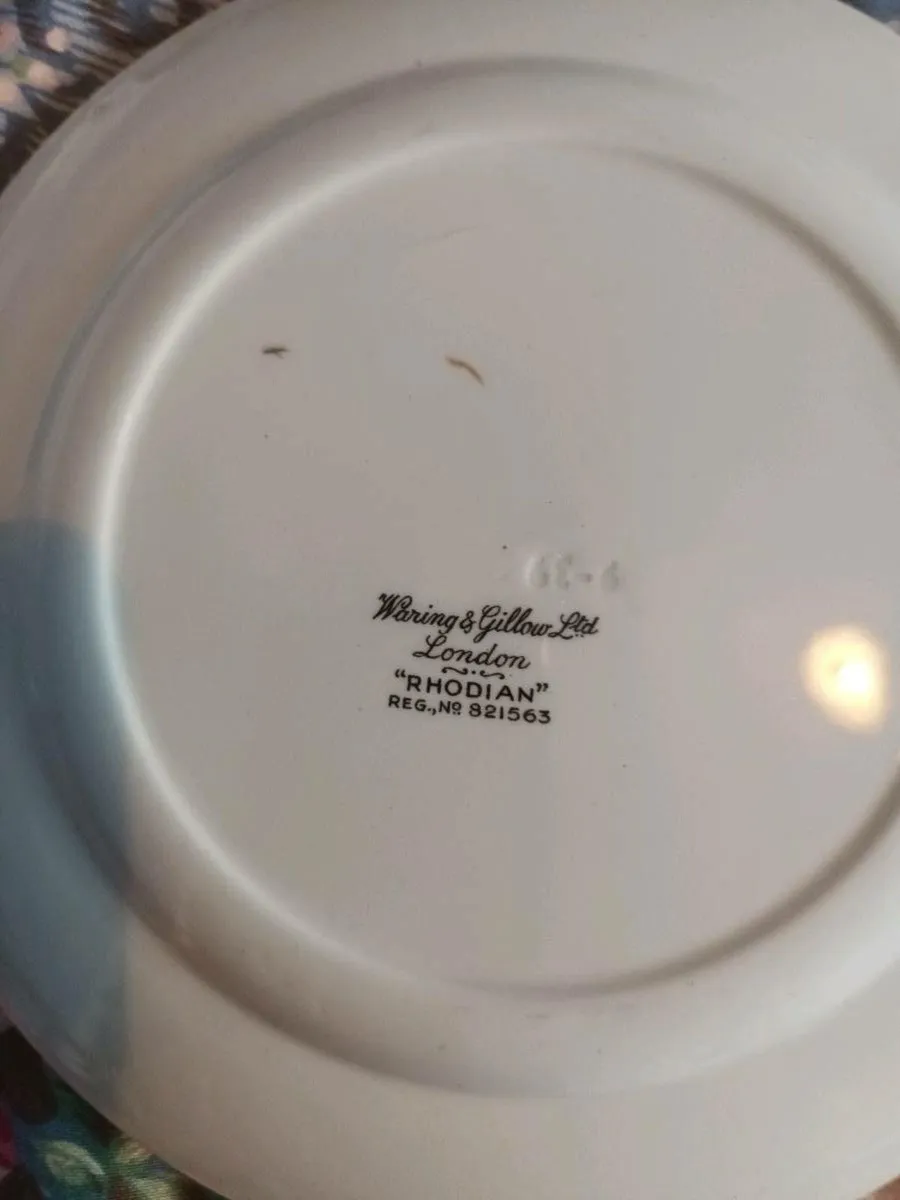 Waring & Gillow Ltd
London
"RHODIAN"
REG., Nº 821563